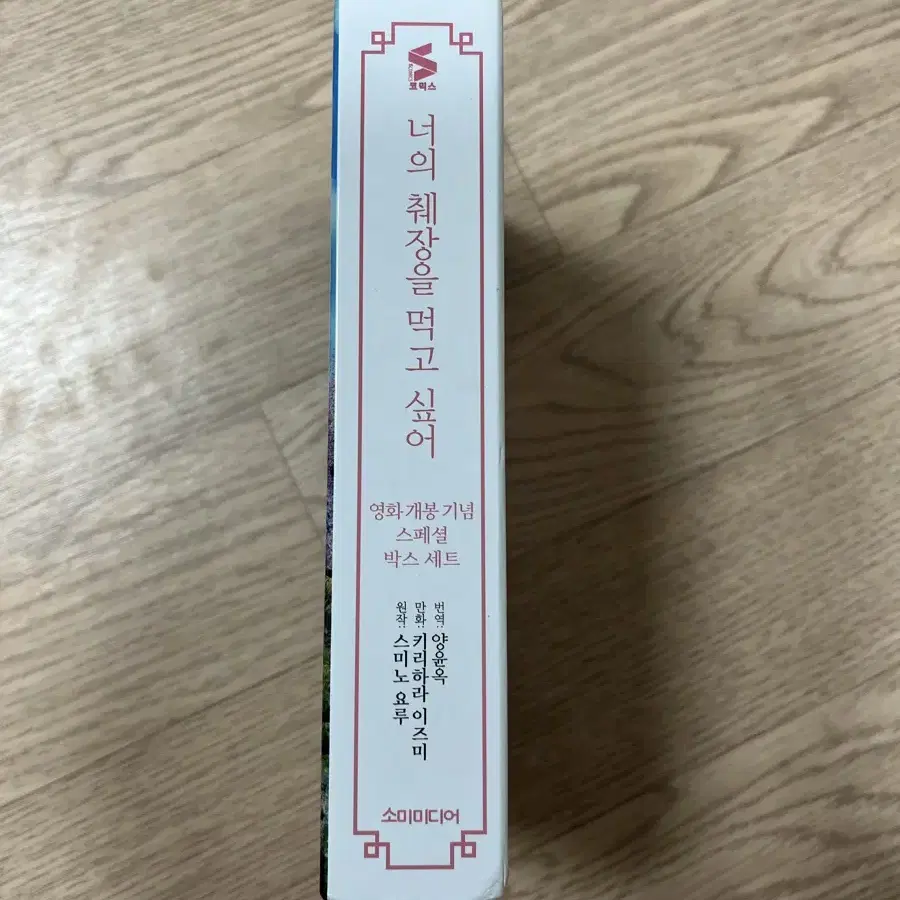 코믹스
너의 췌장을 먹고 싶어
영화 개봉 기념
스페셜
박스 세트
원작: 스미노 요루
만화: 키리하라 이즈미
번역: 양윤옥
소미미디어